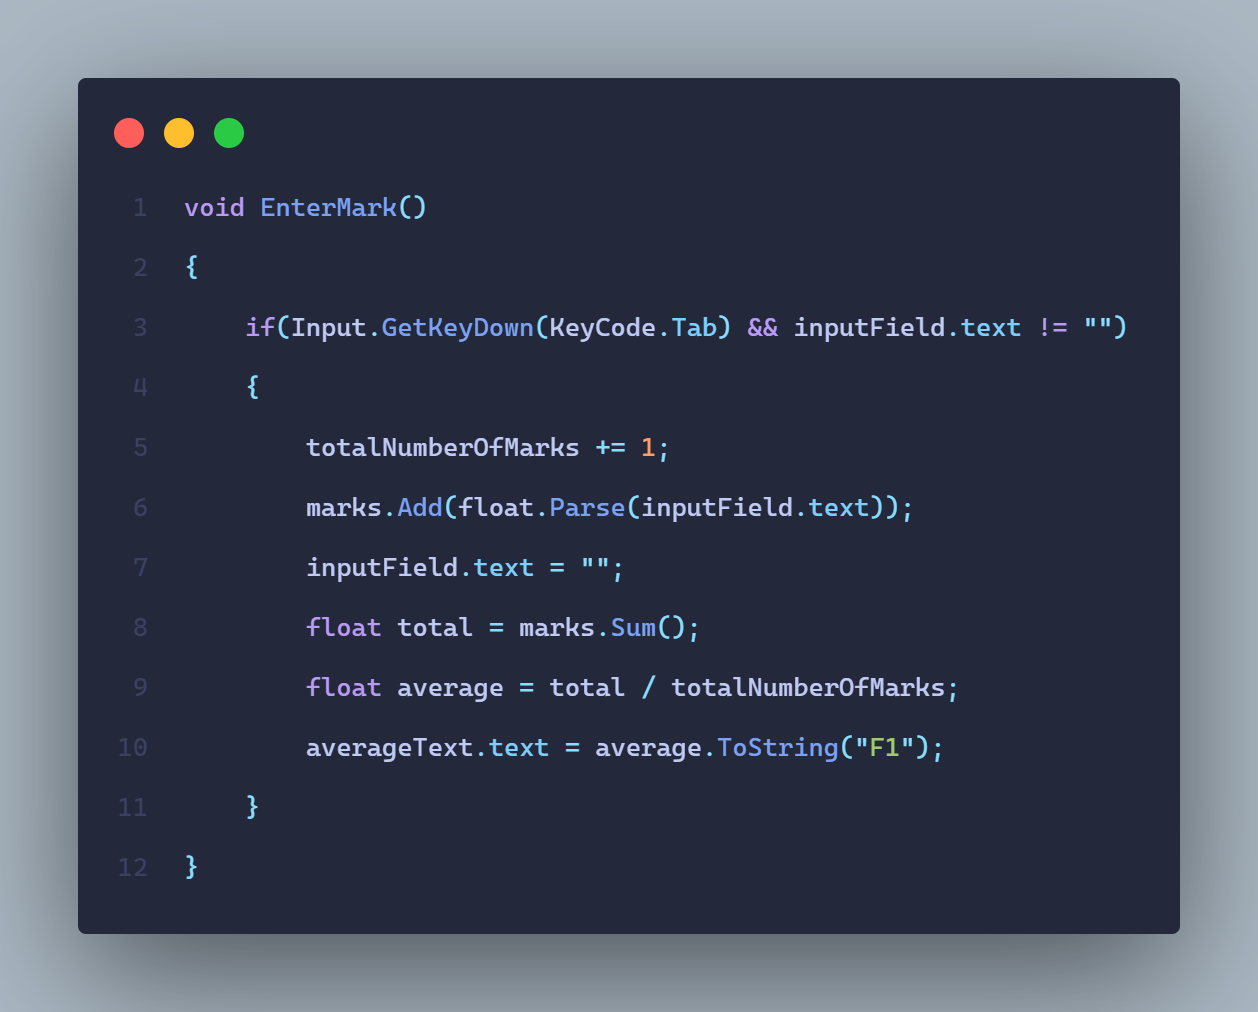 1 void EnterMark()
2 {
3     if(Input.GetKeyDown(KeyCode.Tab) && inputField.text != "")
4     {
5         totalNumberOfMarks += 1;
6         marks.Add(float.Parse(inputField.text));
7         inputField.text = "";
8         float total = marks.Sum();
9         float average = total / totalNumberOfMarks;
10         averageText.text = average.ToString("F1");
11     }
12 }